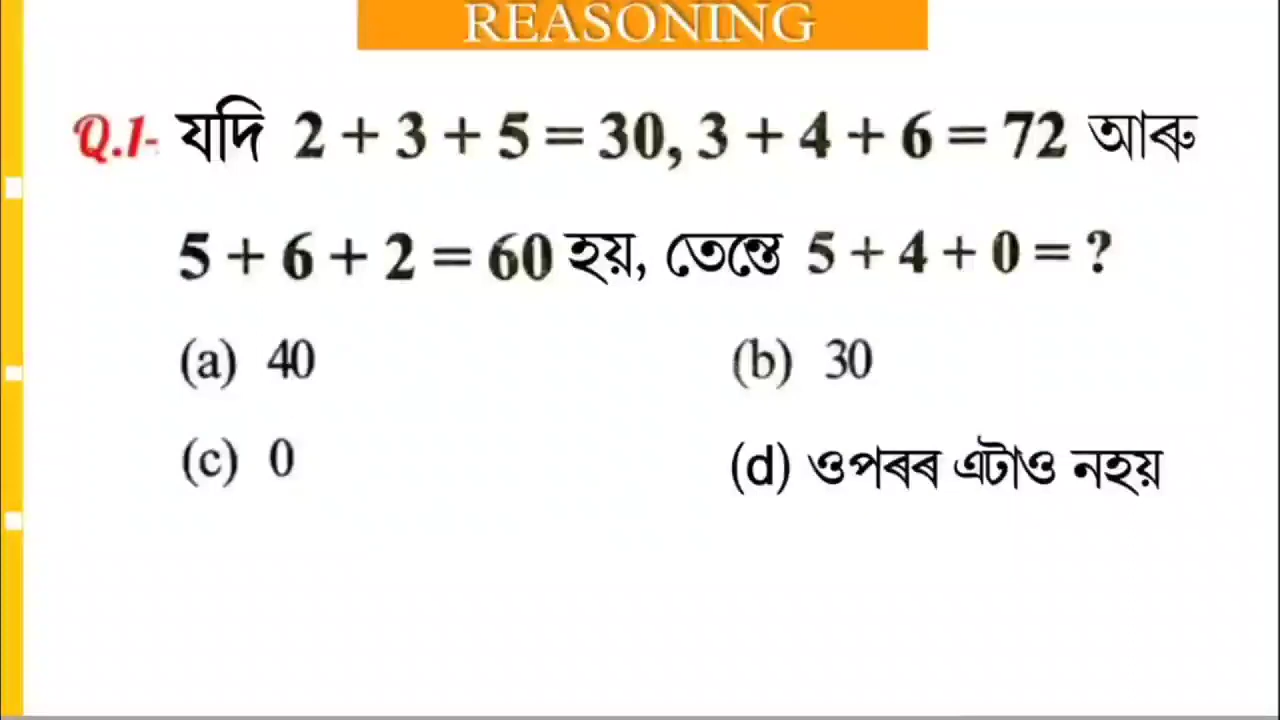 REASONING
Q.1- যদি 2 + 3 + 5 = 30, 3 + 4 + 6 = 72 আৰু
5 + 6 + 2 = 60 হয়, তেন্তে 5 + 4 + 0 = ?
(a) 40 (b) 30
(c) 0 (d) ওপৰৰ এটাও নহয়